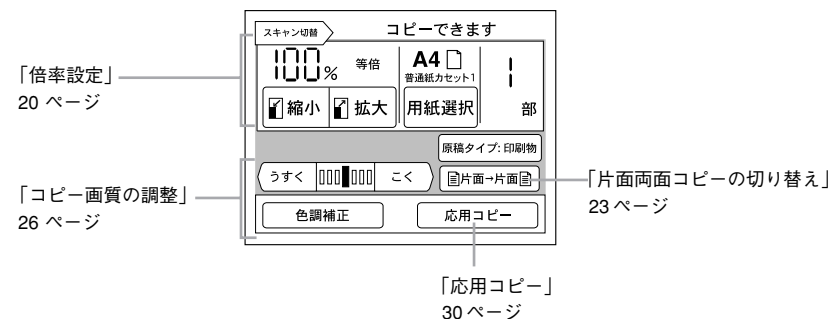 スキャン切替
コピーできます
100% 等倍
A4
普通紙カセット1
1
縮小 拡大 用紙選択 部
原稿タイプ: 印刷物
うすく こく 片面→片面
色調補正 応用コピー
「倍率設定」
20 ページ
「コピー画質の調整」
26 ページ
「片面両面コピーの切り替え」
23 ページ
「応用コピー」
30 ページ